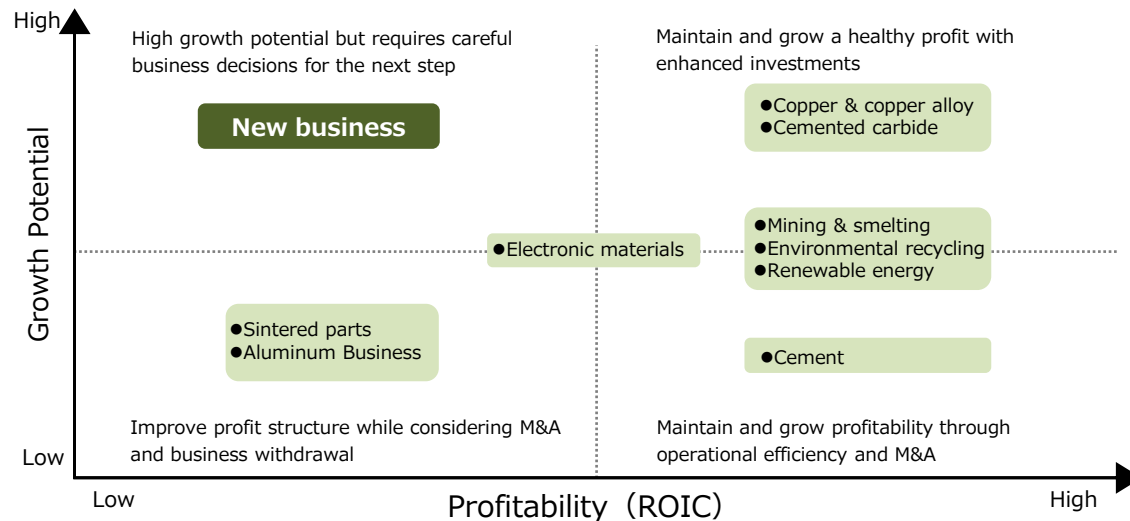 High
High growth potential but requires careful
business decisions for the next step
Maintain and grow a healthy profit with
enhanced investments
New business
●Copper & copper alloy
●Cemented carbide
Growth Potential
●Electronic materials
●Mining & smelting
●Environmental recycling
●Renewable energy
●Sintered parts
●Aluminum Business
●Cement
Improve profit structure while considering M&A
and business withdrawal
Maintain and grow profitability through
operational efficiency and M&A
Low
Low
Profitability（ROIC）
High